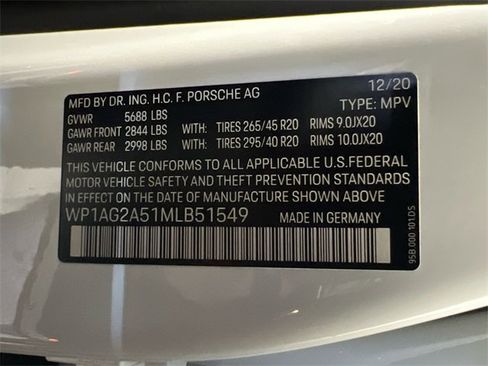 MFD BY DR. ING. H.C. F. PORSCHE AG 12/20
GVWR 5688 LBS TYPE: MPV
GAWR FRONT 2844 LBS WITH: TIRES 265/45 R20 RIMS 9.0JX20
GAWR REAR 2998 LBS WITH: TIRES 295/40 R20 RIMS 10.0JX20
THIS VEHICLE CONFORMS TO ALL APPLICABLE U.S.FEDERAL
MOTOR VEHICLE SAFETY AND THEFT PREVENTION STANDARDS
IN EFFECT ON THE DATE OF MANUFACTURE SHOWN ABOVE
WP1AG2A51MLB51549 MADE IN GERMANY
95B 000 101.DS